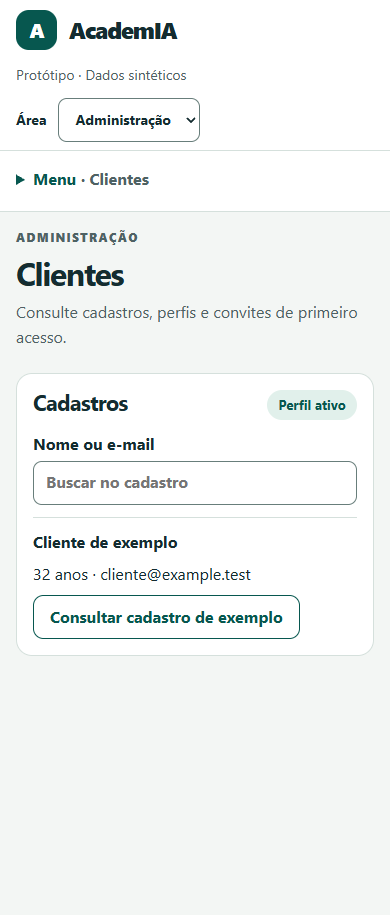 A AcademIA
Protótipo · Dados sintéticos
Área Administração
Menu · Clientes
ADMINISTRAÇÃO
Clientes
Consulte cadastros, perfis e convites de primeiro
acesso.
Cadastros Perfil ativo
Nome ou e-mail
Buscar no cadastro
Cliente de exemplo
32 anos · cliente@example.test
Consultar cadastro de exemplo